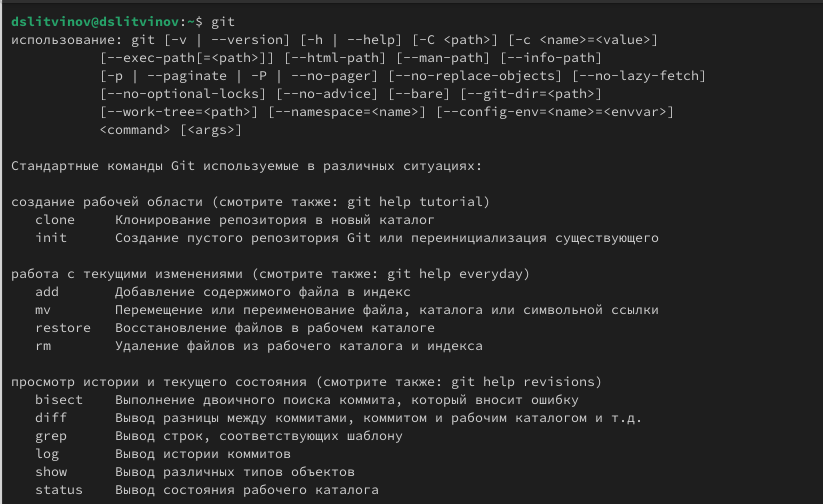 dslitvinov@dslitvinov:~$ git
использование: git [-v | --version] [-h | --help] [-C <path>] [-c <name>=<value>]
[--exec-path[=<path>]] [--html-path] [--man-path] [--info-path]
[-p | --paginate | -P | --no-pager] [--no-replace-objects] [--no-lazy-fetch]
[--no-optional-locks] [--no-advice] [--bare] [--git-dir=<path>]
[--work-tree=<path>] [--namespace=<name>] [--config-env=<name>=<envvar>]
<command> [<args>]
Стандартные команды Git используемые в различных ситуациях:
создание рабочей области (смотрите также: git help tutorial)
clone Клонирование репозитория в новый каталог
init Создание пустого репозитория Git или переинициализация существующего
работа с текущими изменениями (смотрите также: git help everyday)
add Добавление содержимого файла в индекс
mv Перемещение или переименование файла, каталога или символьной ссылки
restore Восстановление файлов в рабочем каталоге
rm Удаление файлов из рабочего каталога и индекса
просмотр истории и текущего состояния (смотрите также: git help revisions)
bisect Выполнение двоичного поиска коммита, который вносит ошибку
diff Вывод разницы между коммитами, коммитом и рабочим каталогом и т.д.
grep Вывод строк, соответствующих шаблону
log Вывод истории коммитов
show Вывод различных типов объектов
status Вывод состояния рабочего каталога